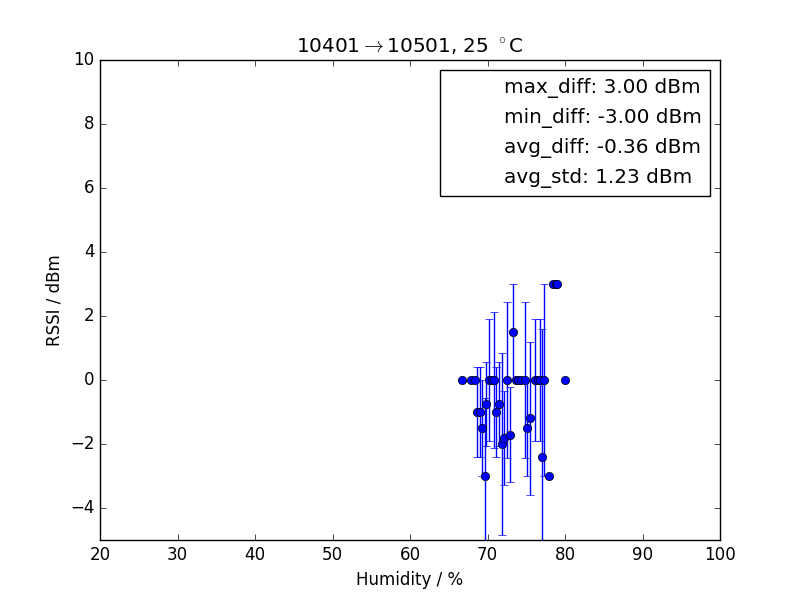 10401→10501, 25 °C
max_diff: 3.00 dBm
min_diff: -3.00 dBm
avg_diff: -0.36 dBm
avg_std: 1.23 dBm
10
8
6
4
2
0
−2
−4
RSSI / dBm
20 30 40 50 60 70 80 90 100
Humidity / %